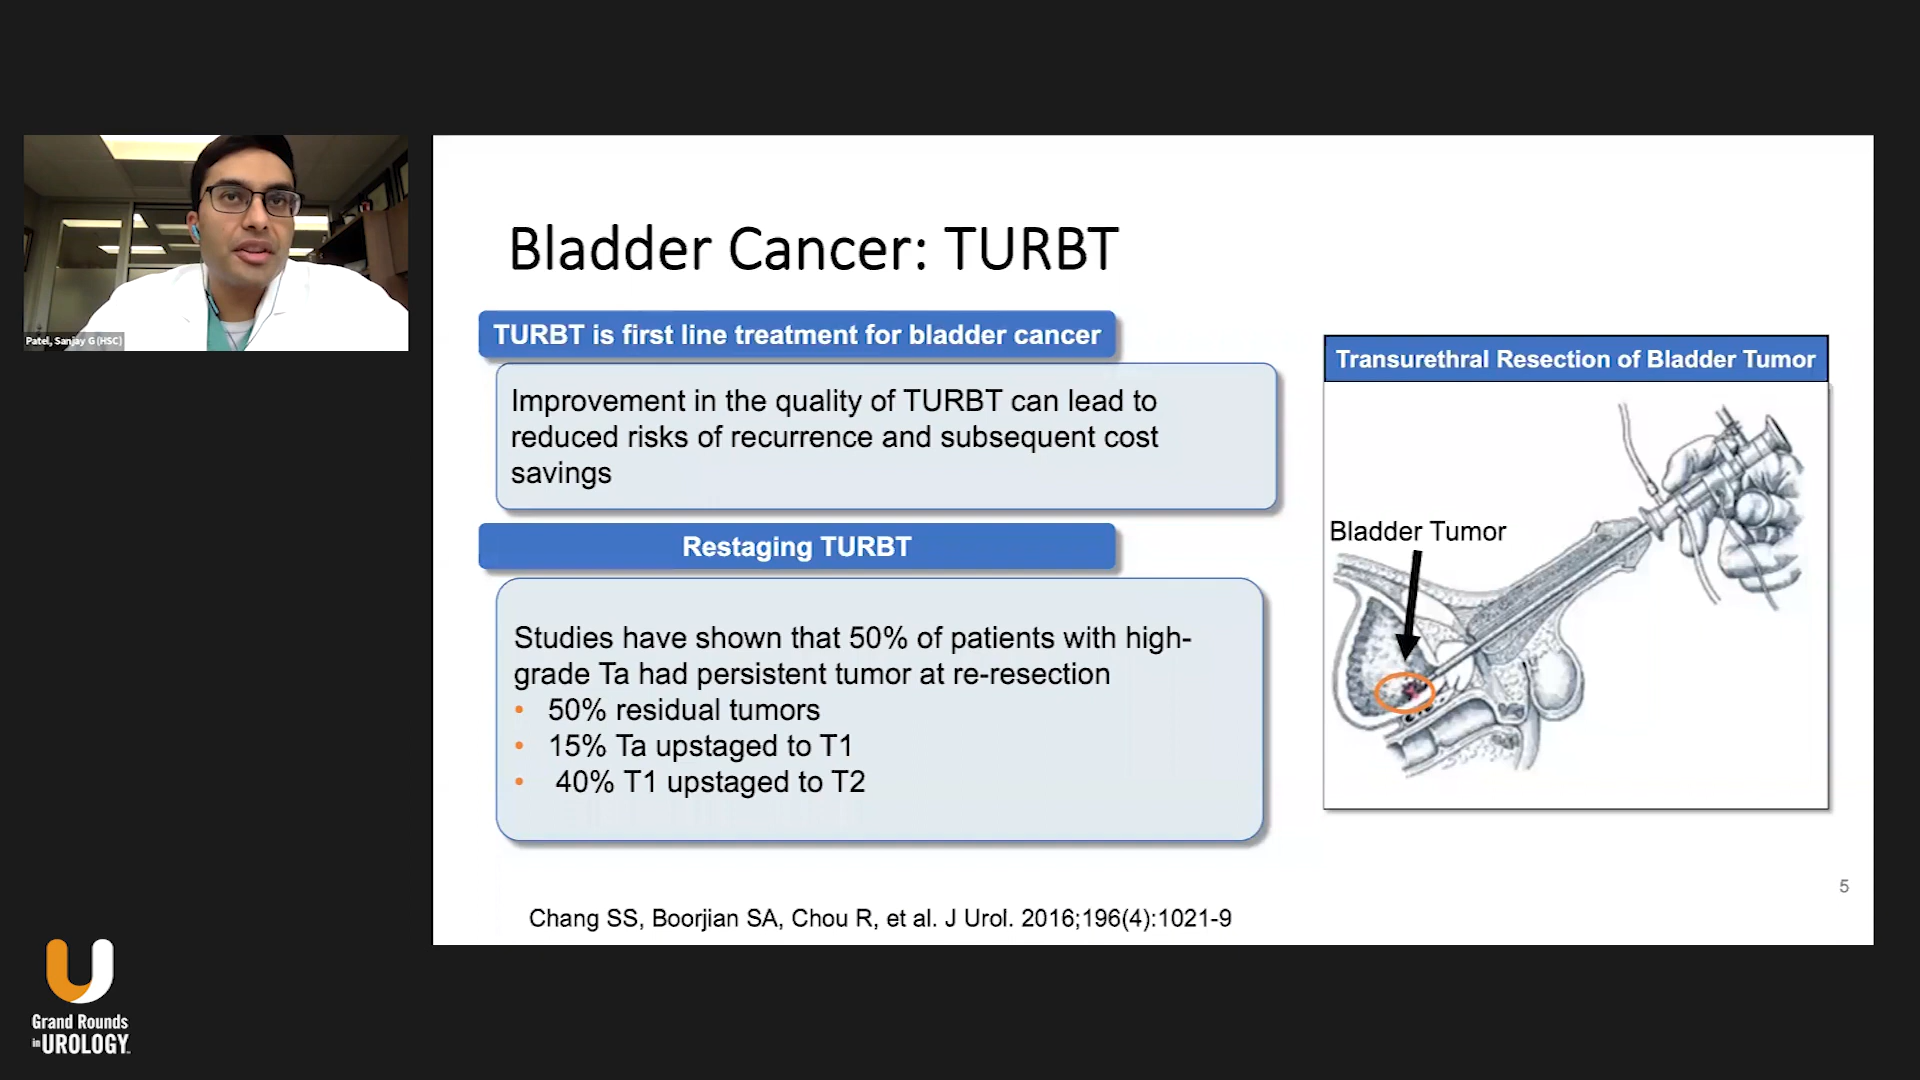 Patel, Sanjay G (HSC)
Bladder Cancer: TURBT
TURBT is first line treatment for bladder cancer
Improvement in the quality of TURBT can lead to
reduced risks of recurrence and subsequent cost
savings
Restaging TURBT
Studies have shown that 50% of patients with high-
grade Ta had persistent tumor at re-resection
• 50% residual tumors
• 15% Ta upstaged to T1
• 40% T1 upstaged to T2
Transurethral Resection of Bladder Tumor
Bladder Tumor
5
Chang SS, Boorjian SA, Chou R, et al. J Urol. 2016;196(4):1021-9
U
Grand Rounds
in UROLOGY™